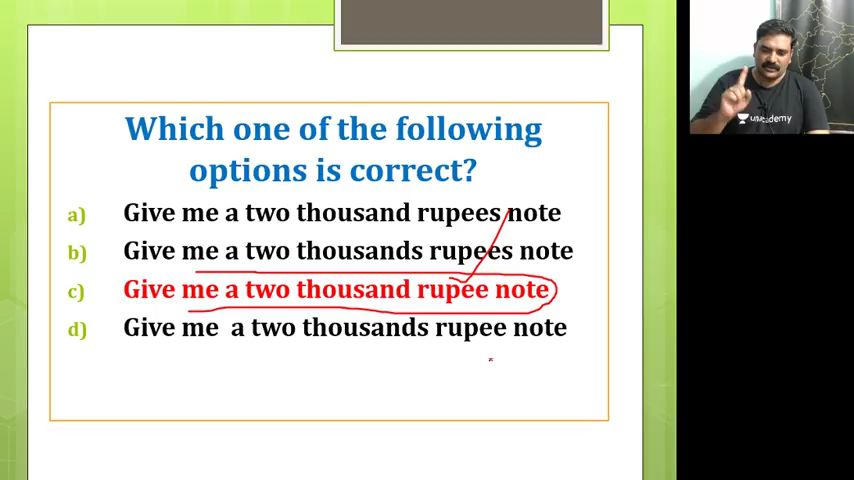 Which one of the following
options is correct?
a) Give me a two thousand rupees note
b) Give me a two thousands rupees note
c) Give me a two thousand rupee note
d) Give me a two thousands rupee note
unacademy